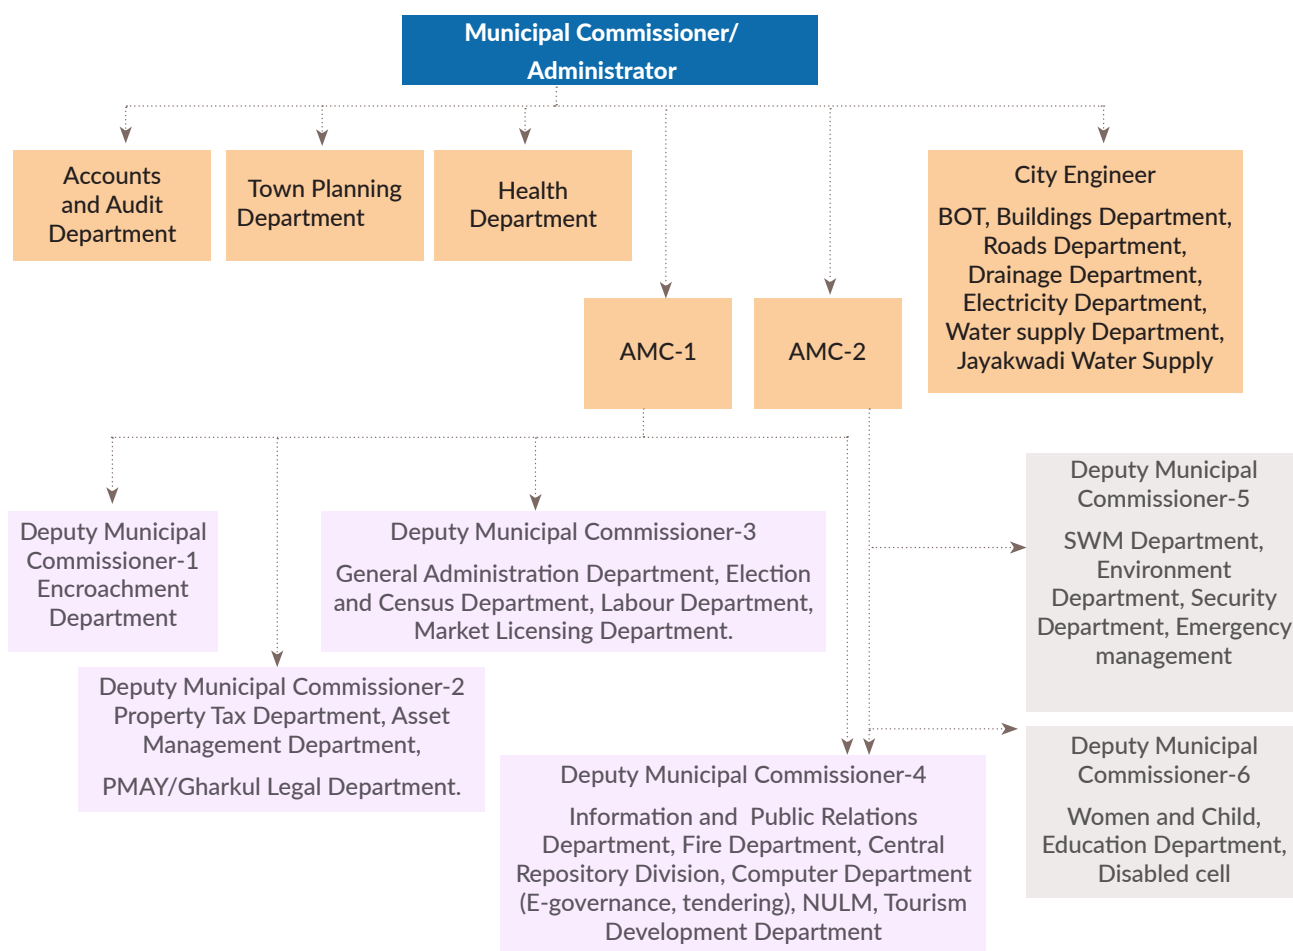 Municipal Commissioner/
Administrator
Accounts
and Audit
Department
Town Planning
Department
Health
Department
City Engineer
BOT, Buildings Department,
Roads Department,
Drainage Department,
Electricity Department,
Water supply Department,
Jayakwadi Water Supply
AMC-1
AMC-2
Deputy Municipal
Commissioner-1
Encroachment
Department
Deputy Municipal Commissioner-3
General Administration Department, Election
and Census Department, Labour Department,
Market Licensing Department.
Deputy Municipal
Commissioner-5
SWM Department,
Environment
Department, Security
Department, Emergency
management
Deputy Municipal Commissioner-2
Property Tax Department, Asset
Management Department,
PMAY/Gharkul Legal Department.
Deputy Municipal Commissioner-4
Information and  Public Relations
Department, Fire Department, Central
Repository Division, Computer Department
(E-governance, tendering), NULM, Tourism
Development Department
Deputy Municipal
Commissioner-6
Women and Child,
Education Department,
Disabled cell